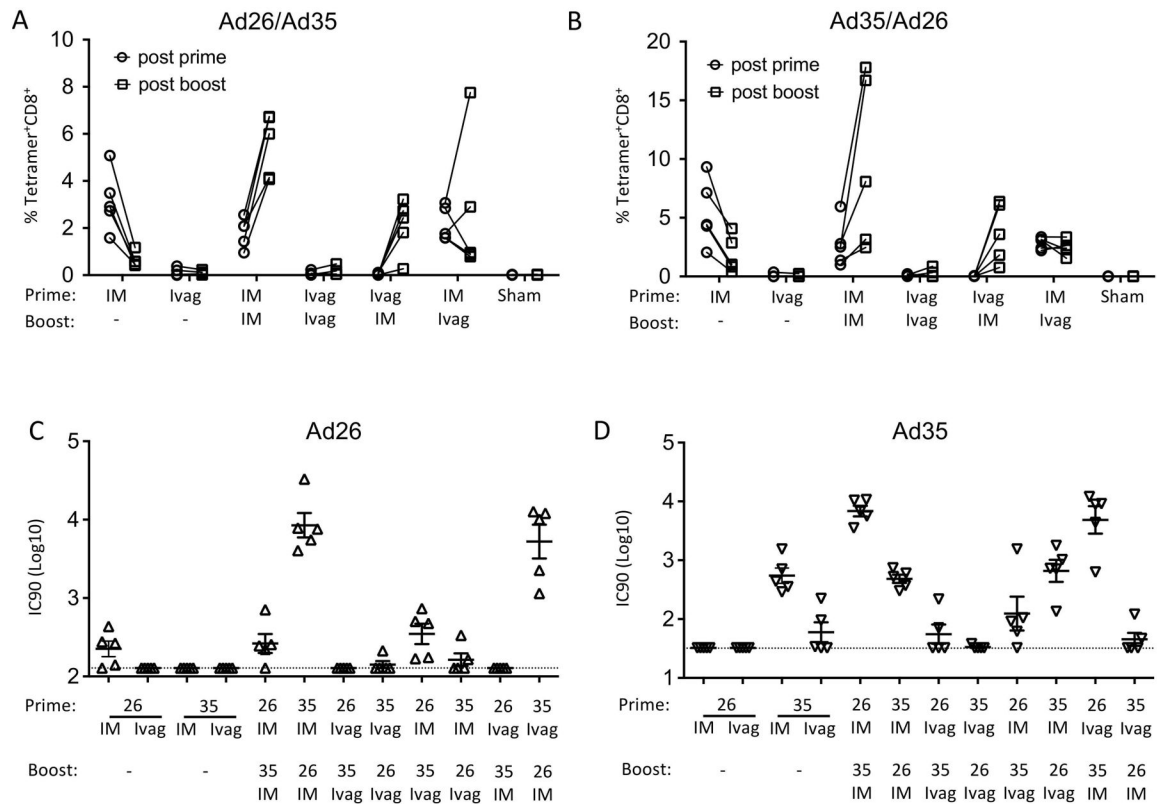 A
Ad26/Ad35
% Tetramer⁺CD8⁺
10
8
6
4
2
0
post prime
post boost
Prime: IM Ivag IM Ivag Ivag IM Sham
Boost: - - IM Ivag IM Ivag
B
Ad35/Ad26
% Tetramer⁺CD8⁺
20
15
10
5
0
post prime
post boost
Prime: IM Ivag IM Ivag Ivag IM Sham
Boost: - - IM Ivag IM Ivag
C
Ad26
IC90 (Log10)
5
4
3
2
Prime: 26 35 26 35 26 35 26 35 26 35
IM Ivag IM Ivag IM IM Ivag Ivag IM IM Ivag Ivag
Boost: - - 35 26 35 26 35 26 35 26
IM IM Ivag Ivag Ivag Ivag IM IM
D
Ad35
IC90 (Log10)
5
4
3
2
1
Prime: 26 35 26 35 26 35 26 35 26 35
IM Ivag IM Ivag IM IM Ivag Ivag IM IM Ivag Ivag
Boost: - - 35 26 35 26 35 26 35 26
IM IM Ivag Ivag Ivag Ivag IM IM